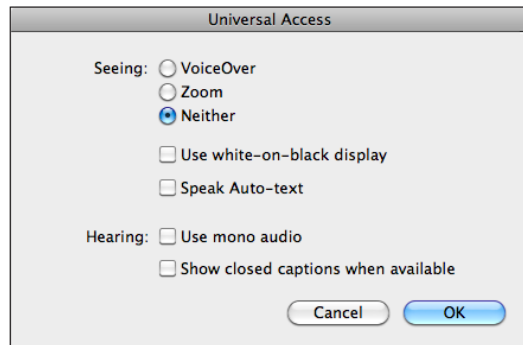 Universal Access
Seeing: VoiceOver
Zoom
Neither
Use white-on-black display
Speak Auto-text
Hearing: Use mono audio
Show closed captions when available
Cancel OK